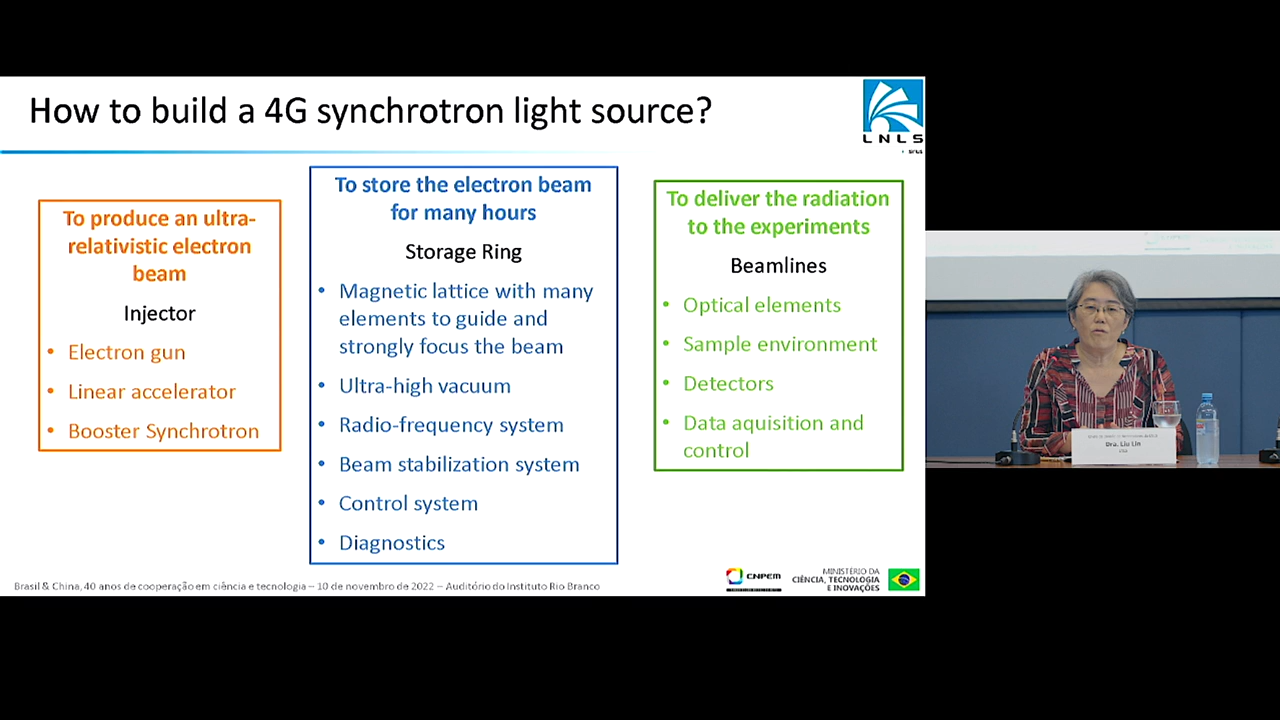 How to build a 4G synchrotron light source?
LNLS
To produce an ultra-
relativistic electron
beam
Injector
• Electron gun
• Linear accelerator
• Booster Synchrotron
To store the electron beam
for many hours
Storage Ring
• Magnetic lattice with many
elements to guide and
strongly focus the beam
• Ultra-high vacuum
• Radio-frequency system
• Beam stabilization system
• Control system
• Diagnostics
To deliver the radiation
to the experiments
Beamlines
• Optical elements
• Sample environment
• Detectors
• Data aquisition and
control
Brasil & China, 40 anos de cooperação em ciência e tecnologia – 10 de novembro de 2022 – Auditório do Instituto Rio Branco
CNPEM
MINISTÉRIO DA
CIÊNCIA, TECNOLOGIA
E INOVAÇÕES
Dra. Liu Lin